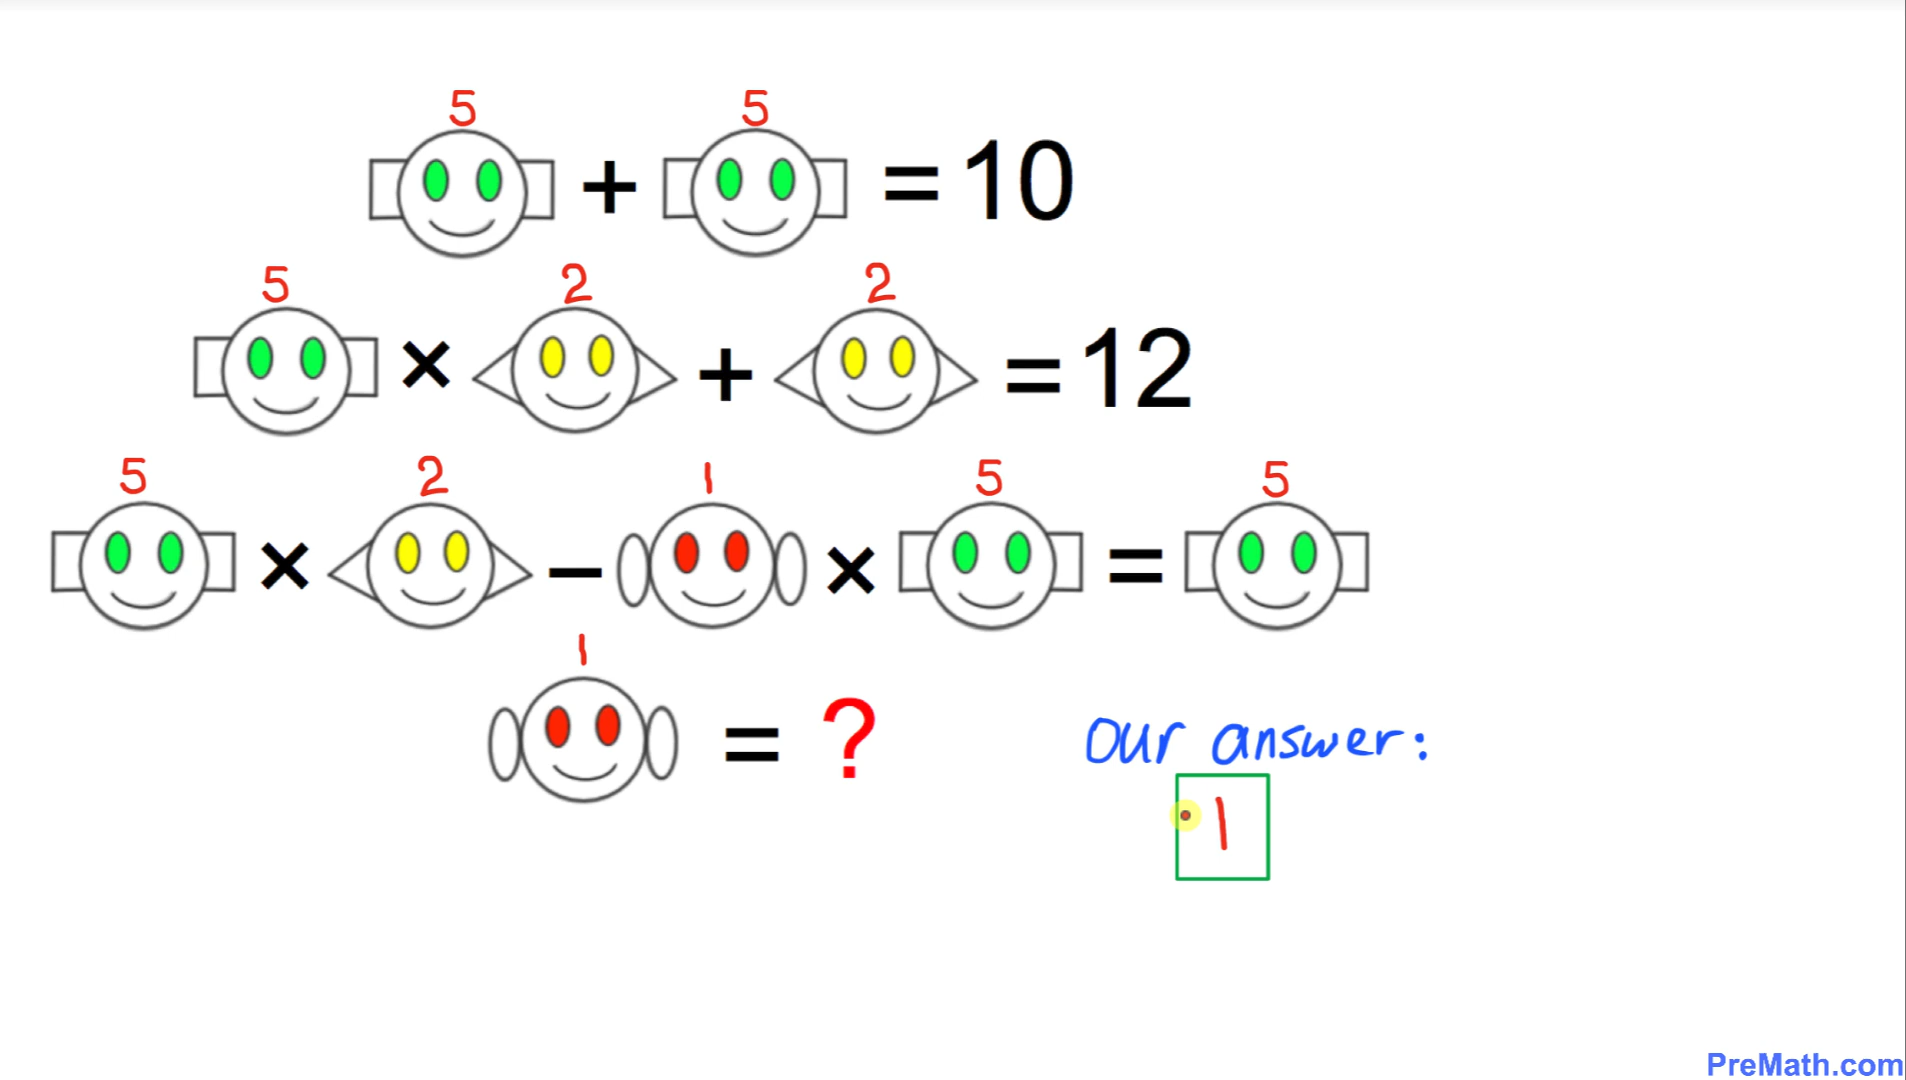 5 5
+ = 10
5 2 2
× + = 12
5 2 1 5 5
× − × =
1
= ?
Our answer:
1
PreMath.com